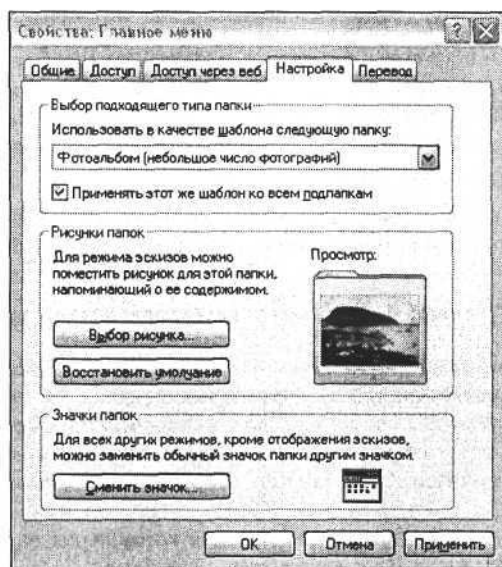 Свойства: Главное меню
Общие Доступ Доступ через веб Настройка Перевод
Выбор подходящего типа папки
Использовать в качестве шаблона следующую папку:
Фотоальбом (небольшое число фотографий)
Применять этот же шаблон ко всем подпапкам
Рисунки папок
Для режима эскизов можно
поместить рисунок для этой папки,
напоминающий о ее содержимом.
Просмотр:
Выбор рисунка...
Восстановить умолчание
Значки папок
Для всех других режимов, кроме отображения эскизов,
можно заменить обычный значок папки другим значком.
Сменить значок...
ОК Отмена Применить